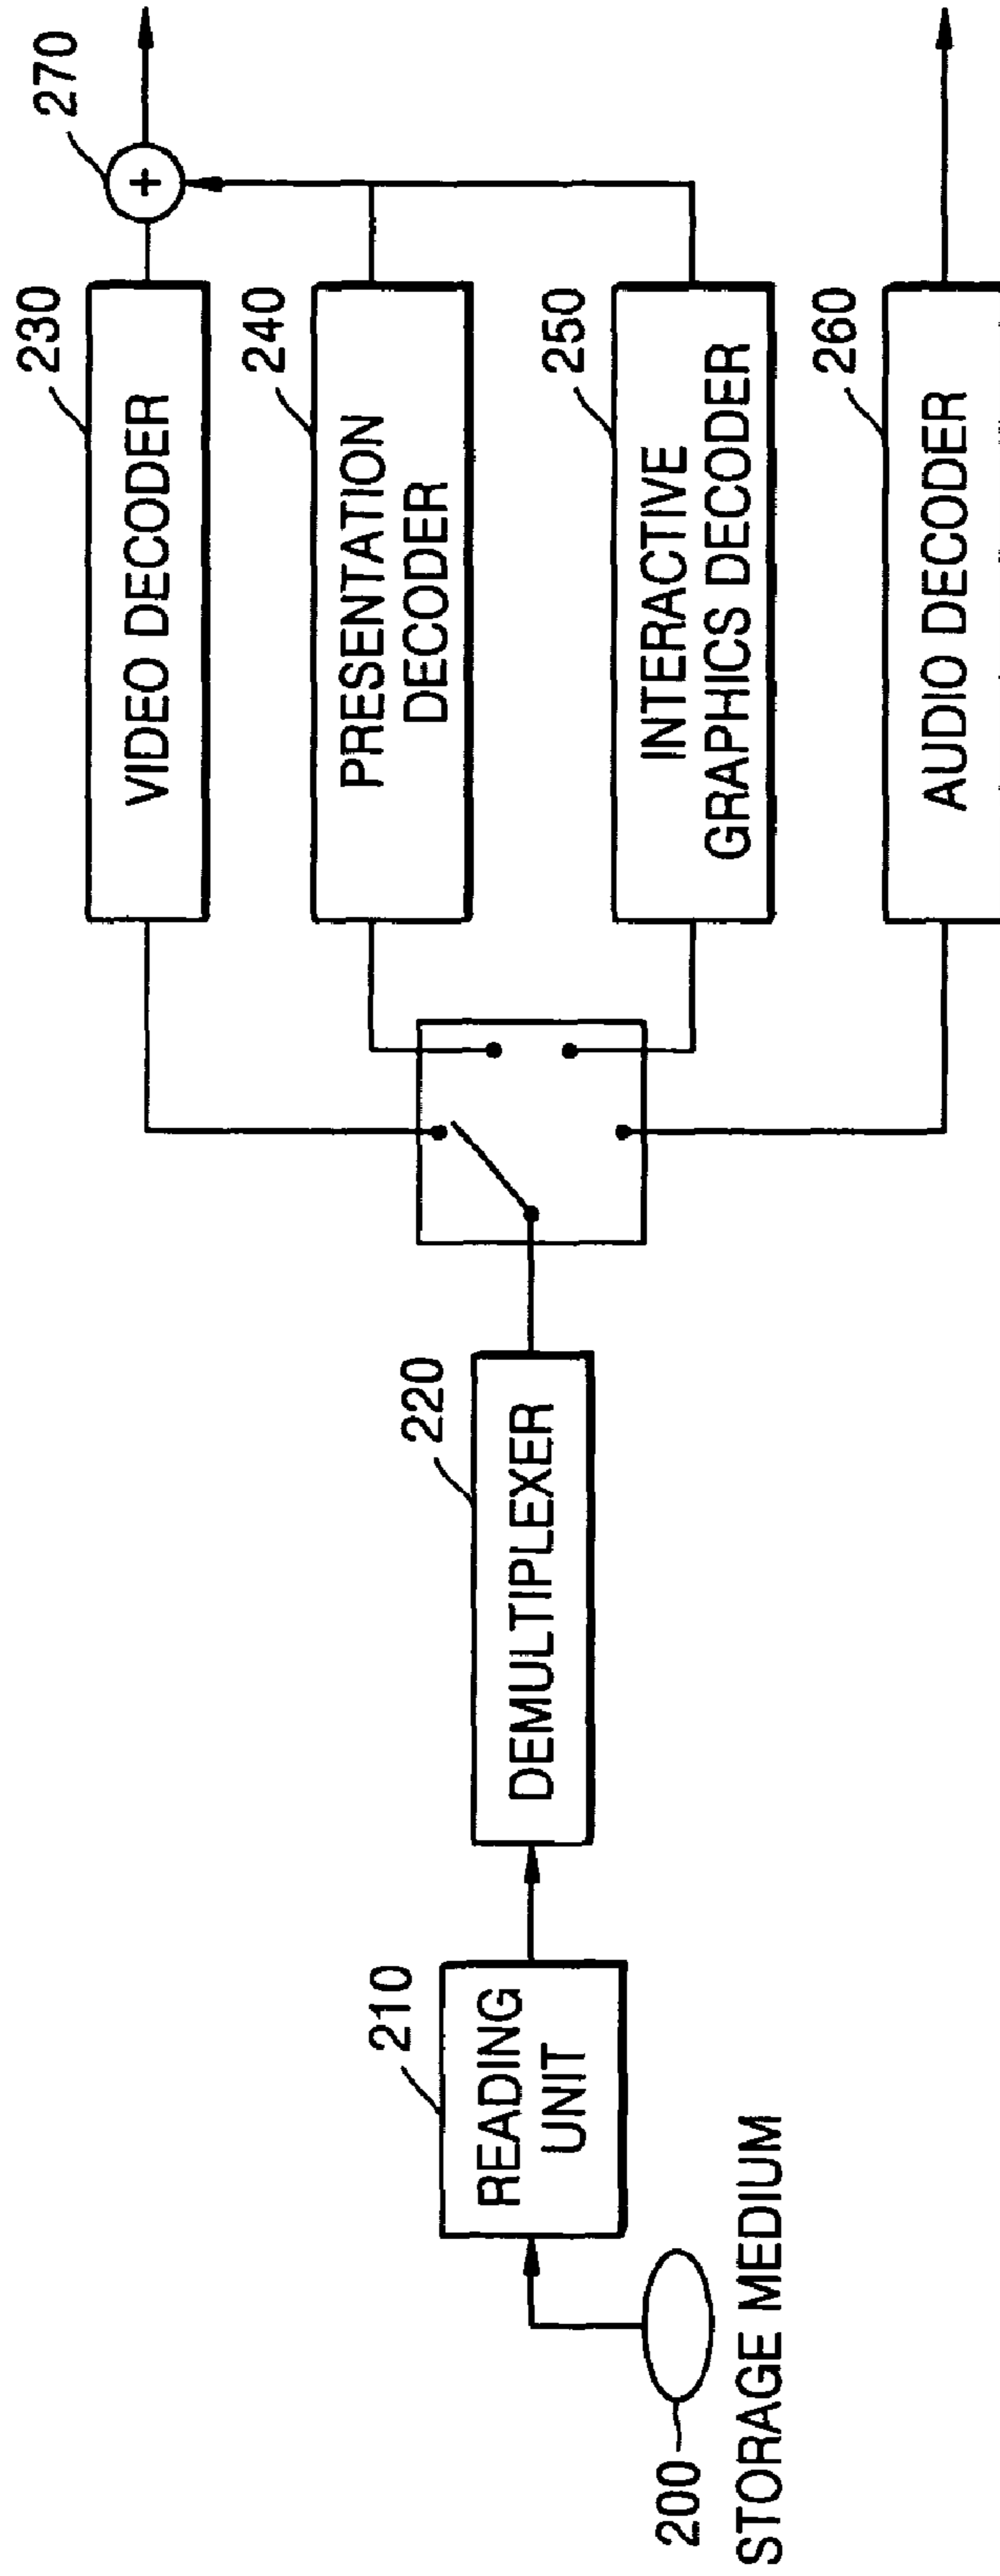 200
STORAGE MEDIUM
210
READING
UNIT
220
DEMULTIPLEXER
230
VIDEO DECODER
240
PRESENTATION
DECODER
250
INTERACTIVE
GRAPHICS DECODER
260
AUDIO DECODER
270
+